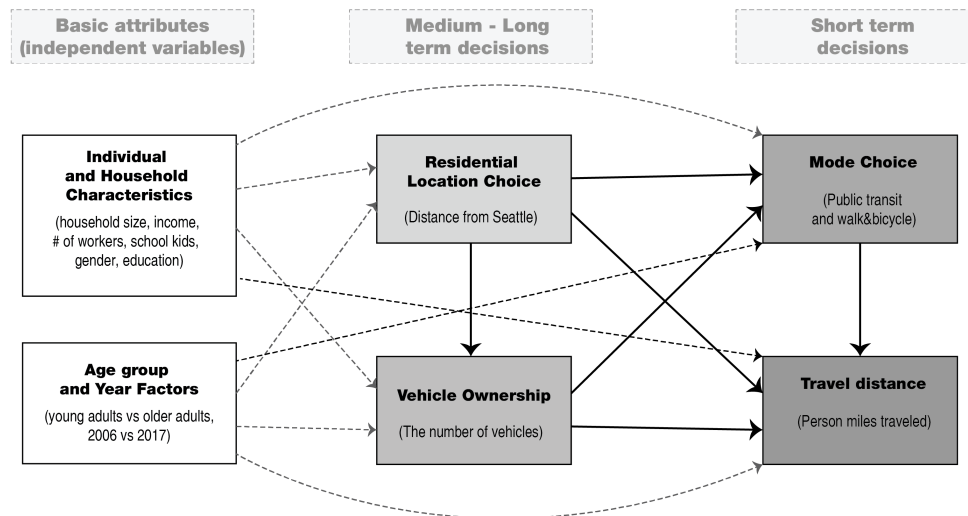 Basic attributes
(independent variables)
Medium - Long
term decisions
Short term
decisions
Individual
and Household
Characteristics
(household size, income,
# of workers, school kids,
gender, education)
Residential
Location Choice
(Distance from Seattle)
Mode Choice
(Public transit
and walk&bicycle)
Age group
and Year Factors
(young adults vs older adults,
2006 vs 2017)
Vehicle Ownership
(The number of vehicles)
Travel distance
(Person miles traveled)